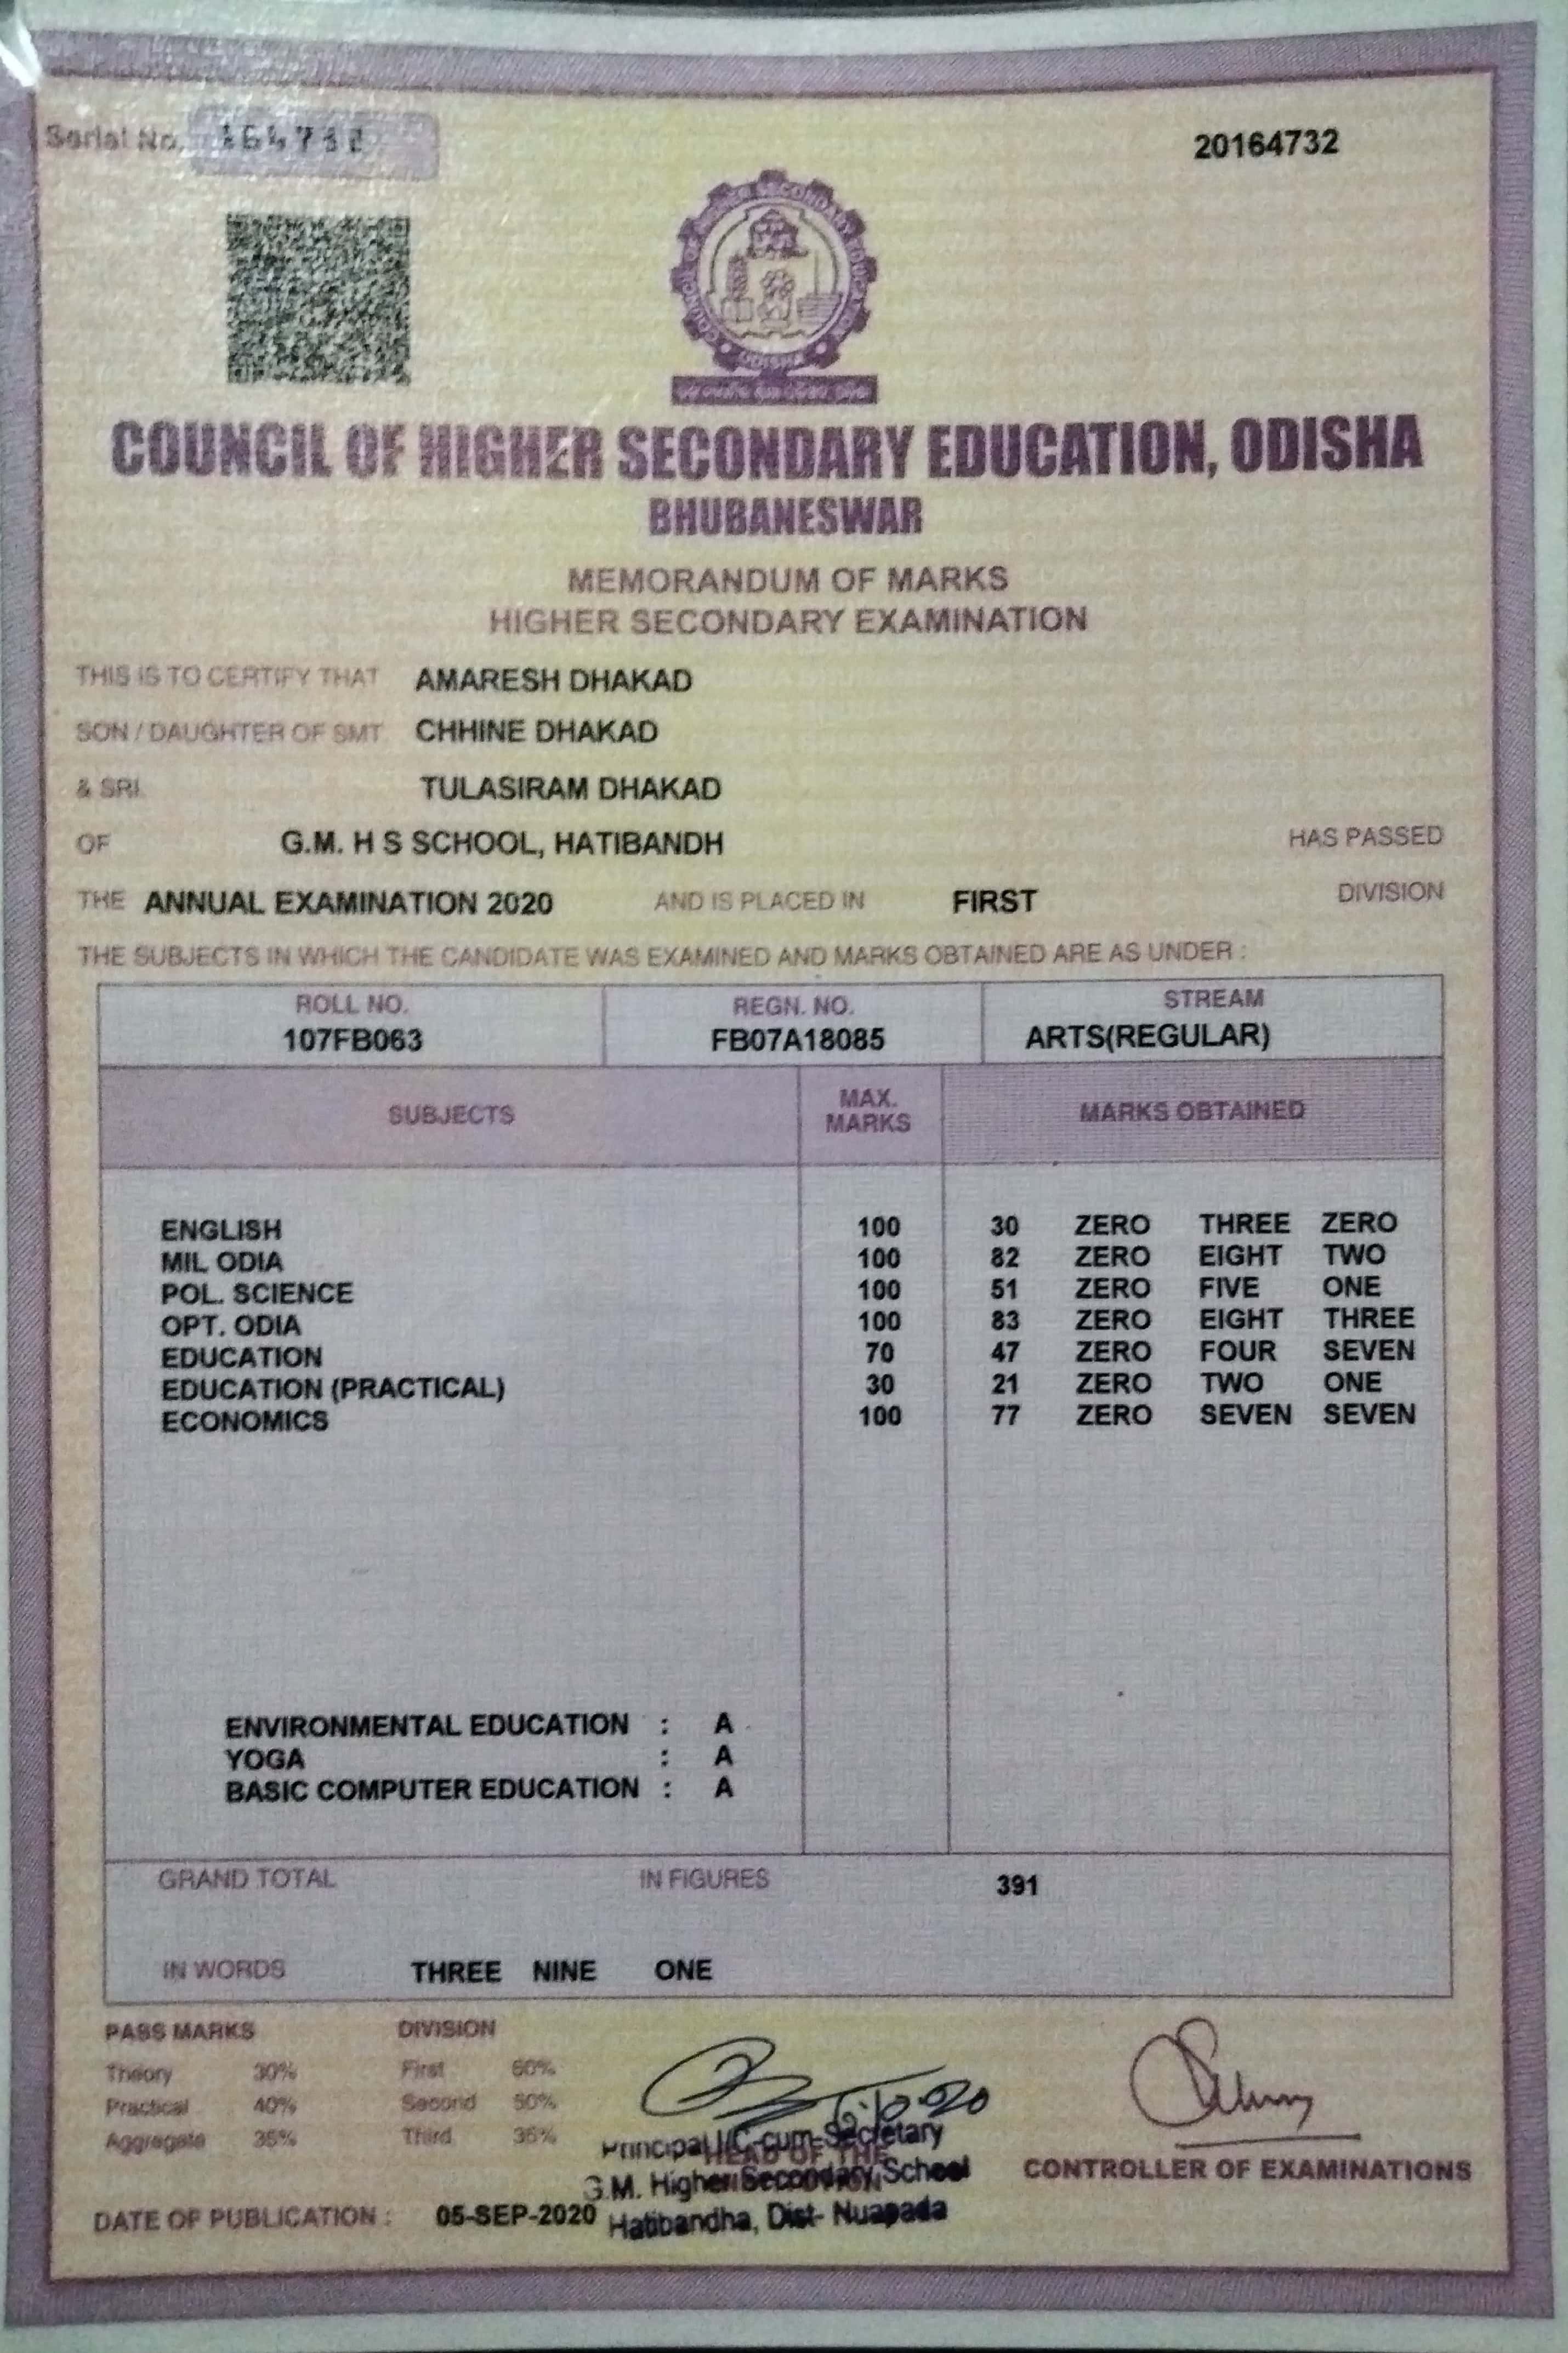 Serial No. 164732
20164732
COUNCIL OF HIGHER SECONDARY EDUCATION
ODISHA
COUNCIL OF HIGHER SECONDARY EDUCATION, ODISHA
BHUBANESWAR
MEMORANDUM OF MARKS
HIGHER SECONDARY EXAMINATION
THIS IS TO CERTIFY THAT AMARESH DHAKAD
SON / DAUGHTER OF SMT CHHINE DHAKAD
& SRI. TULASIRAM DHAKAD
OF G.M. H S SCHOOL, HATIBANDH HAS PASSED
THE ANNUAL EXAMINATION 2020 AND IS PLACED IN FIRST DIVISION
THE SUBJECTS IN WHICH THE CANDIDATE WAS EXAMINED AND MARKS OBTAINED ARE AS UNDER :
ROLL NO. REGN. NO. STREAM
107FB063 FB07A18085 ARTS(REGULAR)
SUBJECTS MAX. MARKS MARKS OBTAINED
ENGLISH 100 30 ZERO THREE ZERO
MIL ODIA 100 82 ZERO EIGHT TWO
POL. SCIENCE 100 51 ZERO FIVE ONE
OPT. ODIA 100 83 ZERO EIGHT THREE
EDUCATION 70 47 ZERO FOUR SEVEN
EDUCATION (PRACTICAL) 30 21 ZERO TWO ONE
ECONOMICS 100 77 ZERO SEVEN SEVEN
ENVIRONMENTAL EDUCATION : A
YOGA : A
BASIC COMPUTER EDUCATION : A
GRAND TOTAL IN FIGURES 391
IN WORDS THREE NINE ONE
PASS MARKS DIVISION
Theory 30% First 60%
Practical 40% Second 50%
Aggregate 35% Third 35%
Principal I/C-cum-Secretary
HEAD OF THE
G.M. Higher Secondary School
Hatibandha, Dist- Nuapada
CONTROLLER OF EXAMINATIONS
DATE OF PUBLICATION : 05-SEP-2020